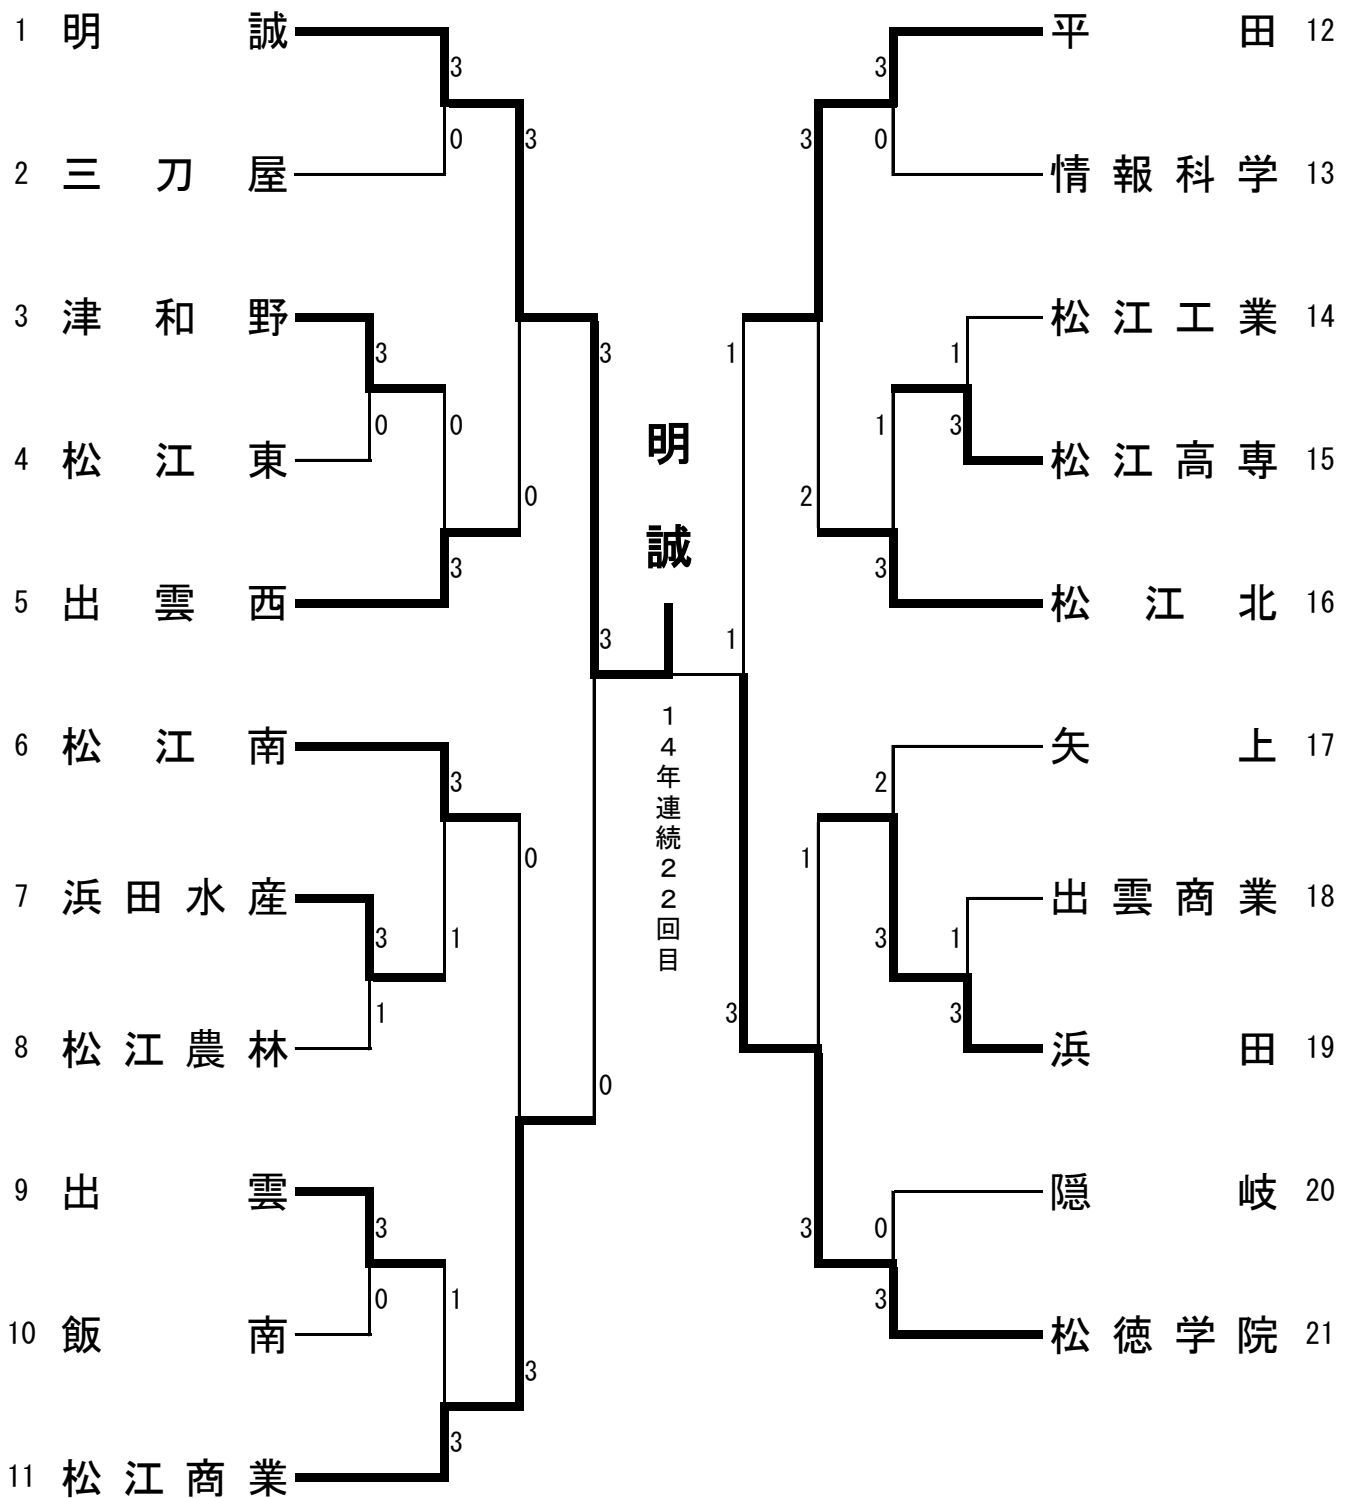 1 明誠
2 三刀屋
3 津和野
4 松江東
5 出雲西
6 松江南
7 浜田水産
8 松江農林
9 出雲
10 飯南
11 松江商業
3
0
3
3
0
0
3
0
3
3
3
1
1
0
3
0
1
3
3
0
明誠
14年連続22回目
1
1
3
3
0
3
1
3
1
3
2
2
3
1
3
1
0
3
3
平田 12
情報科学 13
松江工業 14
松江高専 15
松江北 16
矢上 17
出雲商業 18
浜田 19
隠岐 20
松徳学院 21